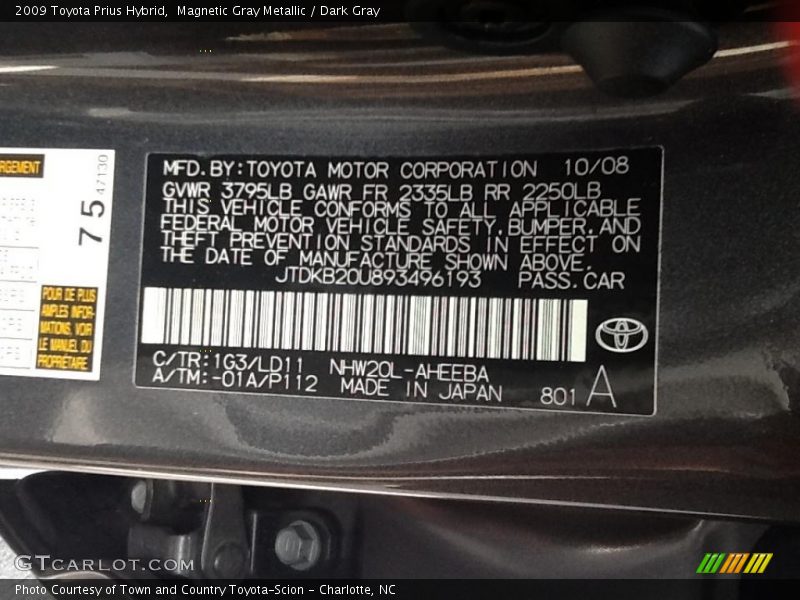 2009 Toyota Prius Hybrid, Magnetic Gray Metallic / Dark Gray
MFD.BY:TOYOTA MOTOR CORPORATION 10/08
GVWR 3795LB GAWR FR 2335LB RR 2250LB
THIS VEHICLE CONFORMS TO ALL APPLICABLE
FEDERAL MOTOR VEHICLE SAFETY,BUMPER,AND
THEFT PREVENTION STANDARDS IN EFFECT ON
THE DATE OF MANUFACTURE SHOWN ABOVE.
JTDKB20U893496193 PASS.CAR
C/TR:1G3/LD11 NHW20L-AHEEBA
A/TM:-01A/P112 MADE IN JAPAN 801 A
RGEMENT
75 47130
POUR DE PLUS
AMPLES INFOR-
MATIONS, VOIR
LE MANUEL DU
PROPRIÉTAIRE
GTCARLOT.COM
Photo Courtesy of Town and Country Toyota-Scion - Charlotte, NC